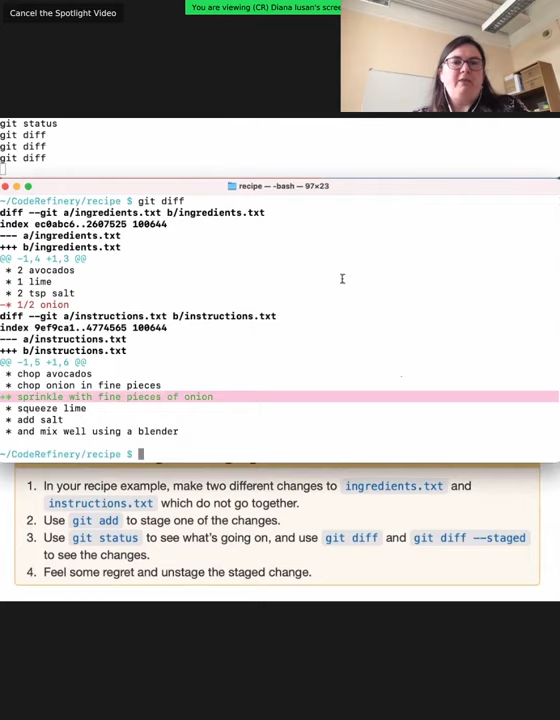 Cancel the Spotlight Video
You are viewing (CR) Diana Iusan's scree
git status
git diff
git diff
git diff
recipe — -bash — 97×23
~/CodeRefinery/recipe $ git diff
diff --git a/ingredients.txt b/ingredients.txt
index ec0abc6..2607525 100644
--- a/ingredients.txt
+++ b/ingredients.txt
@@ -1,4 +1,3 @@
* 2 avocados
* 1 lime
* 2 tsp salt
-* 1/2 onion
diff --git a/instructions.txt b/instructions.txt
index 9ef9ca1..4774565 100644
--- a/instructions.txt
+++ b/instructions.txt
@@ -1,5 +1,6 @@
* chop avocados
* chop onion in fine pieces
+* sprinkle with fine pieces of onion
* squeeze lime
* add salt
* and mix well using a blender
~/CodeRefinery/recipe $
1. In your recipe example, make two different changes to ingredients.txt and
instructions.txt which do not go together.
2. Use git add to stage one of the changes.
3. Use git status to see what's going on, and use git diff and git diff --staged
to see the changes.
4. Feel some regret and unstage the staged change.